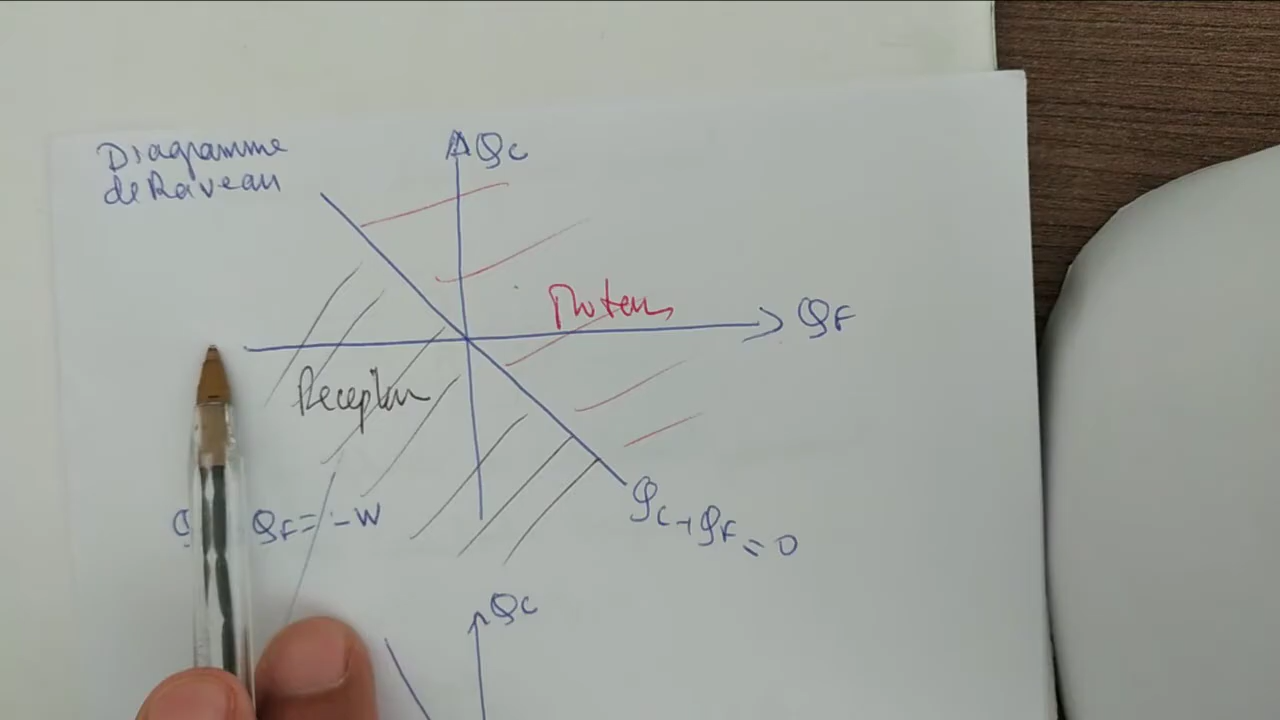 Diagramme
de Raveau
QC
Moteur
QF
Recepteur
QF = -W
QC + QF = 0
QC